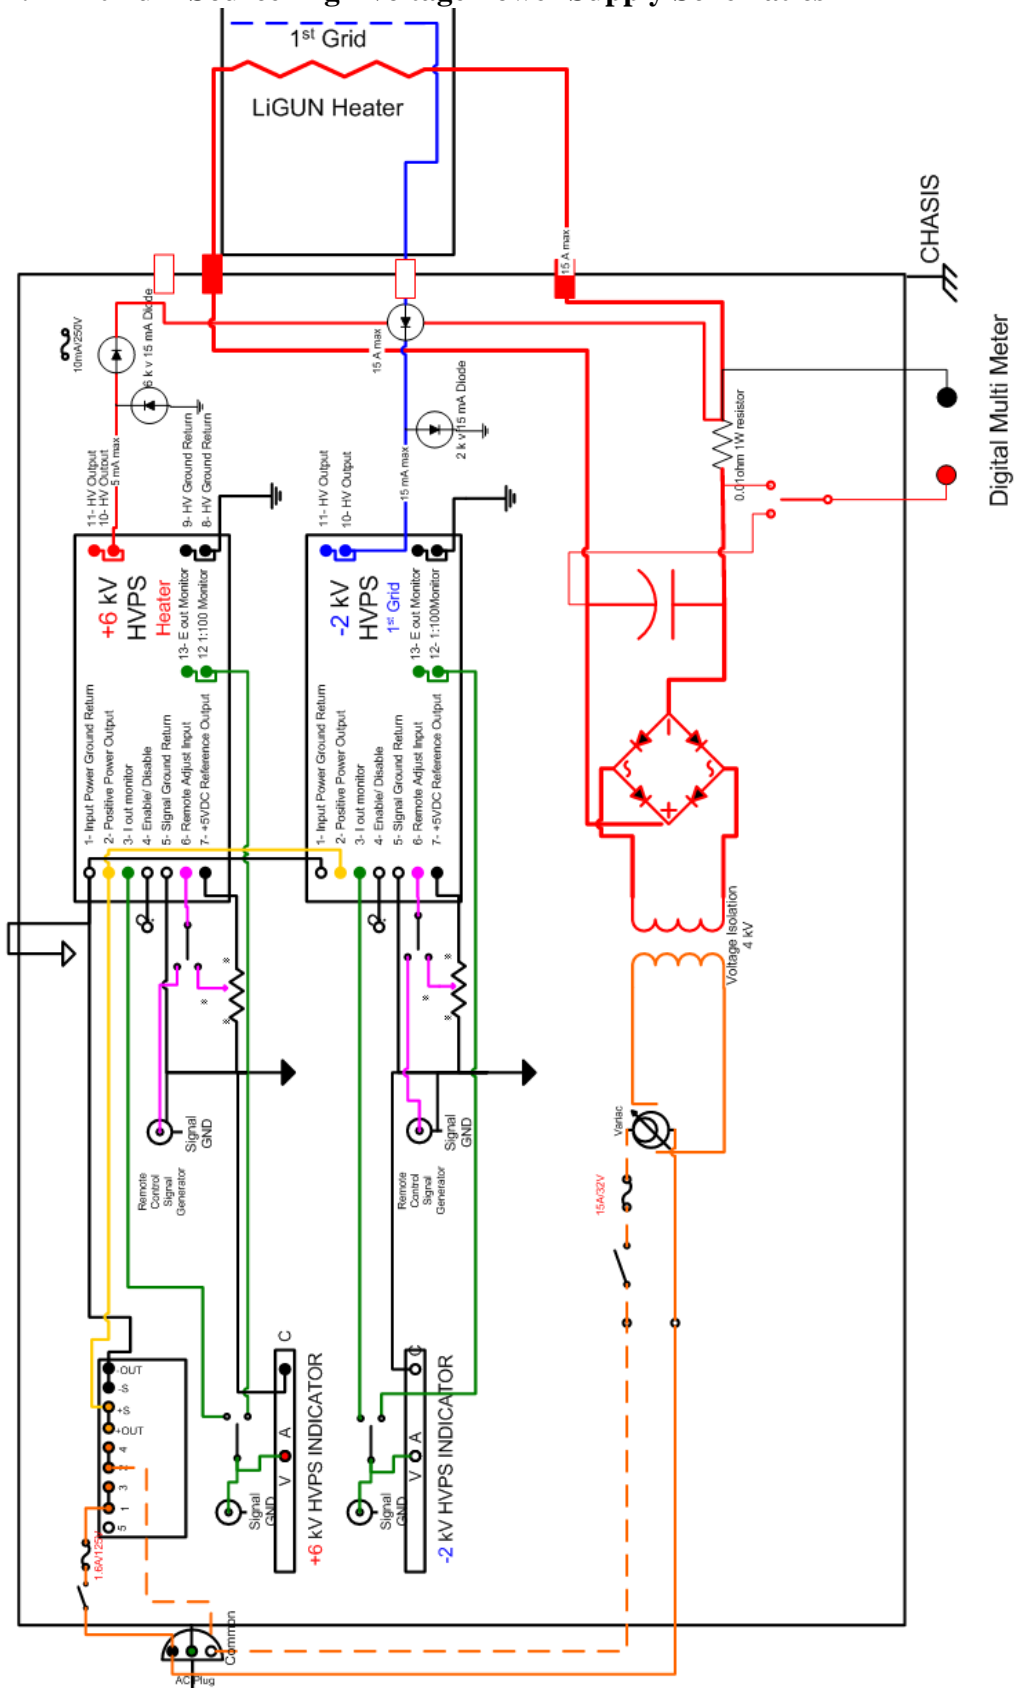 1st Grid
LiGUN Heater
CHASIS
15 A max
10mA/250V
6 k v 15 mA Diode
15 A max
2 k v 15 mA Diode
0.01ohm 1W resistor
Digital Multi Meter
11- HV Output
10- HV Output
5 mA max
9- HV Ground Return
8- HV Ground Return
11- HV Output
10- HV Output
15 mA max
+6 kV
HVPS
Heater
13- E out Monitor
12 1:100 Monitor
-2 kV
HVPS
1st Grid
13- E out Monitor
12- 1:100Monitor
1- Input Power Ground Return
2- Positive Power Output
3- I out monitor
4- Enable/ Disable
5- Signal Ground Return
6- Remote Adjust Input
7- +5VDC Reference Output
1- Input Power Ground Return
2- Positive Power Output
3- I out monitor
4- Enable/ Disable
5- Signal Ground Return
6- Remote Adjust Input
7- +5VDC Reference Output
Voltage Isolation
4 kV
Variac
15A/32V
Signal
GND
Remote
Control
Signal
Generator
Signal
GND
Remote
Control
Signal
Generator
-OUT
-S
+S
+OUT
4
2
3
1
5
1.6A/125V
C
A
V
Signal
GND
+6 kV HVPS INDICATOR
C
A
V
Signal
GND
-2 kV HVPS INDICATOR
Common
AC Plug